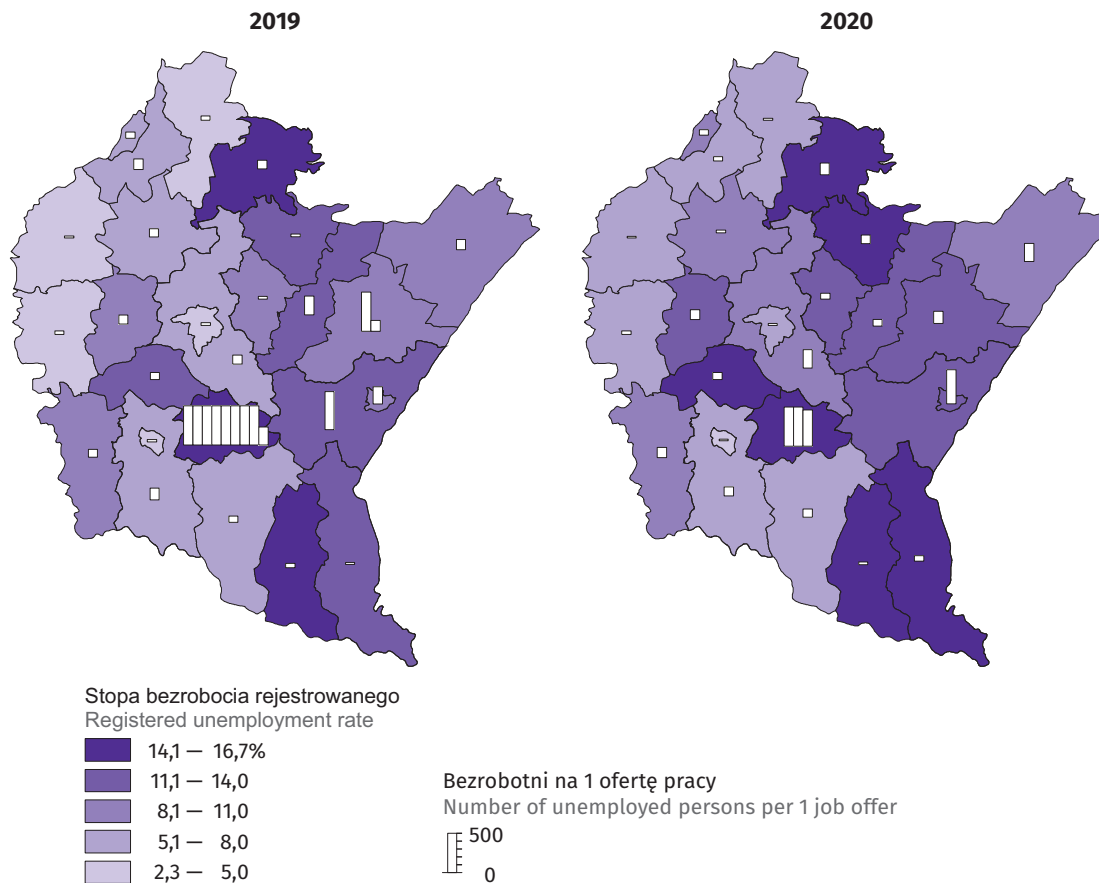 2019
2020
Stopa bezrobocia rejestrowanego
Registered unemployment rate
14,1 — 16,7%
11,1 — 14,0
8,1 — 11,0
5,1 — 8,0
2,3 — 5,0
Bezrobotni na 1 ofertę pracy
Number of unemployed persons per 1 job offer
500
0